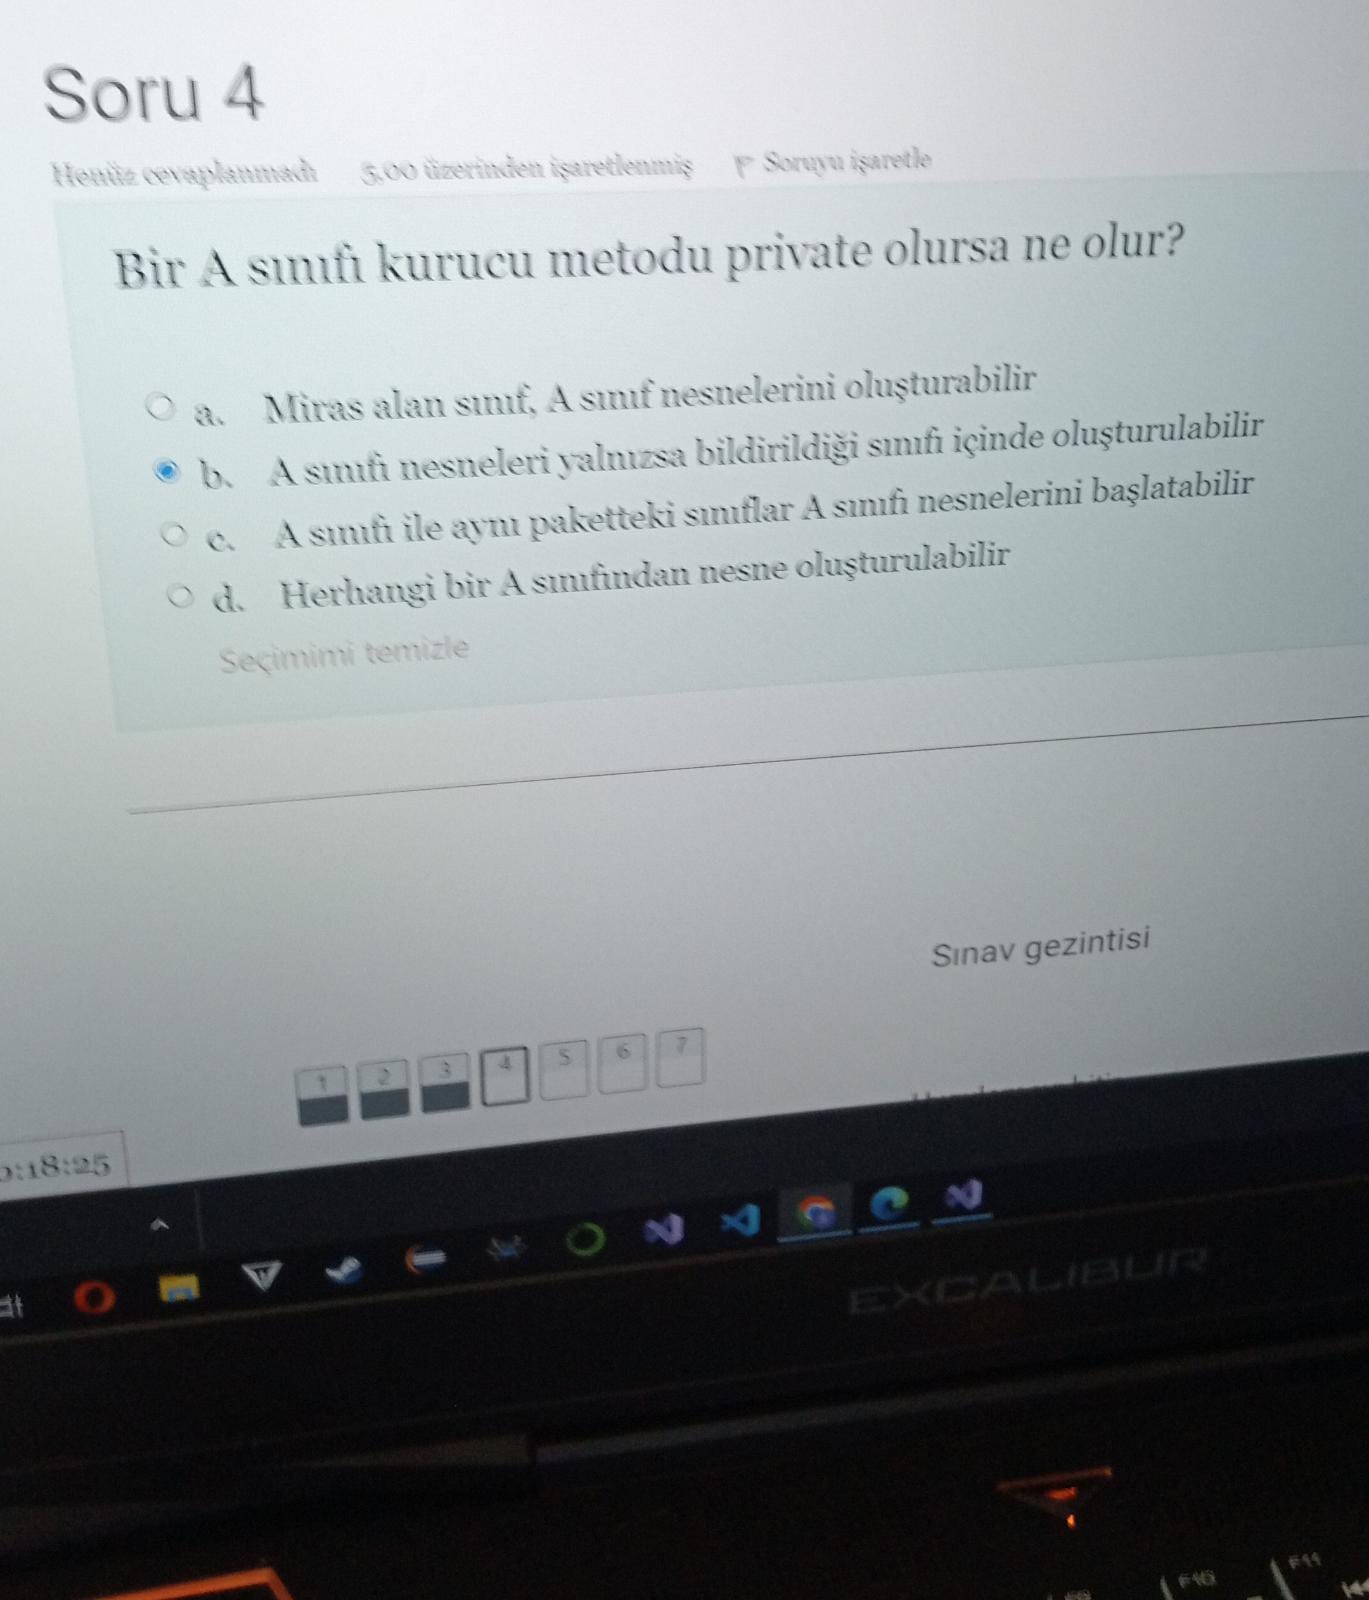 Soru 4
Henüz cevaplanmadı 5,00 üzerinden işaretlenmiş Soruyu işaretle
Bir A sınıfı kurucu metodu private olursa ne olur?
a. Miras alan sınıf, A sınıf nesnelerini oluşturabilir
b. A sınıfı nesneleri yalnızsa bildirildiği sınıfı içinde oluşturulabilir
c. A sınıfı ile aynı paketteki sınıflar A sınıfı nesnelerini başlatabilir
d. Herhangi bir A sınıfından nesne oluşturulabilir
Seçimimi temizle
Sınav gezintisi
1 2 3 4 5 6 7
:18:25
EXCALIBUR
F10 F11